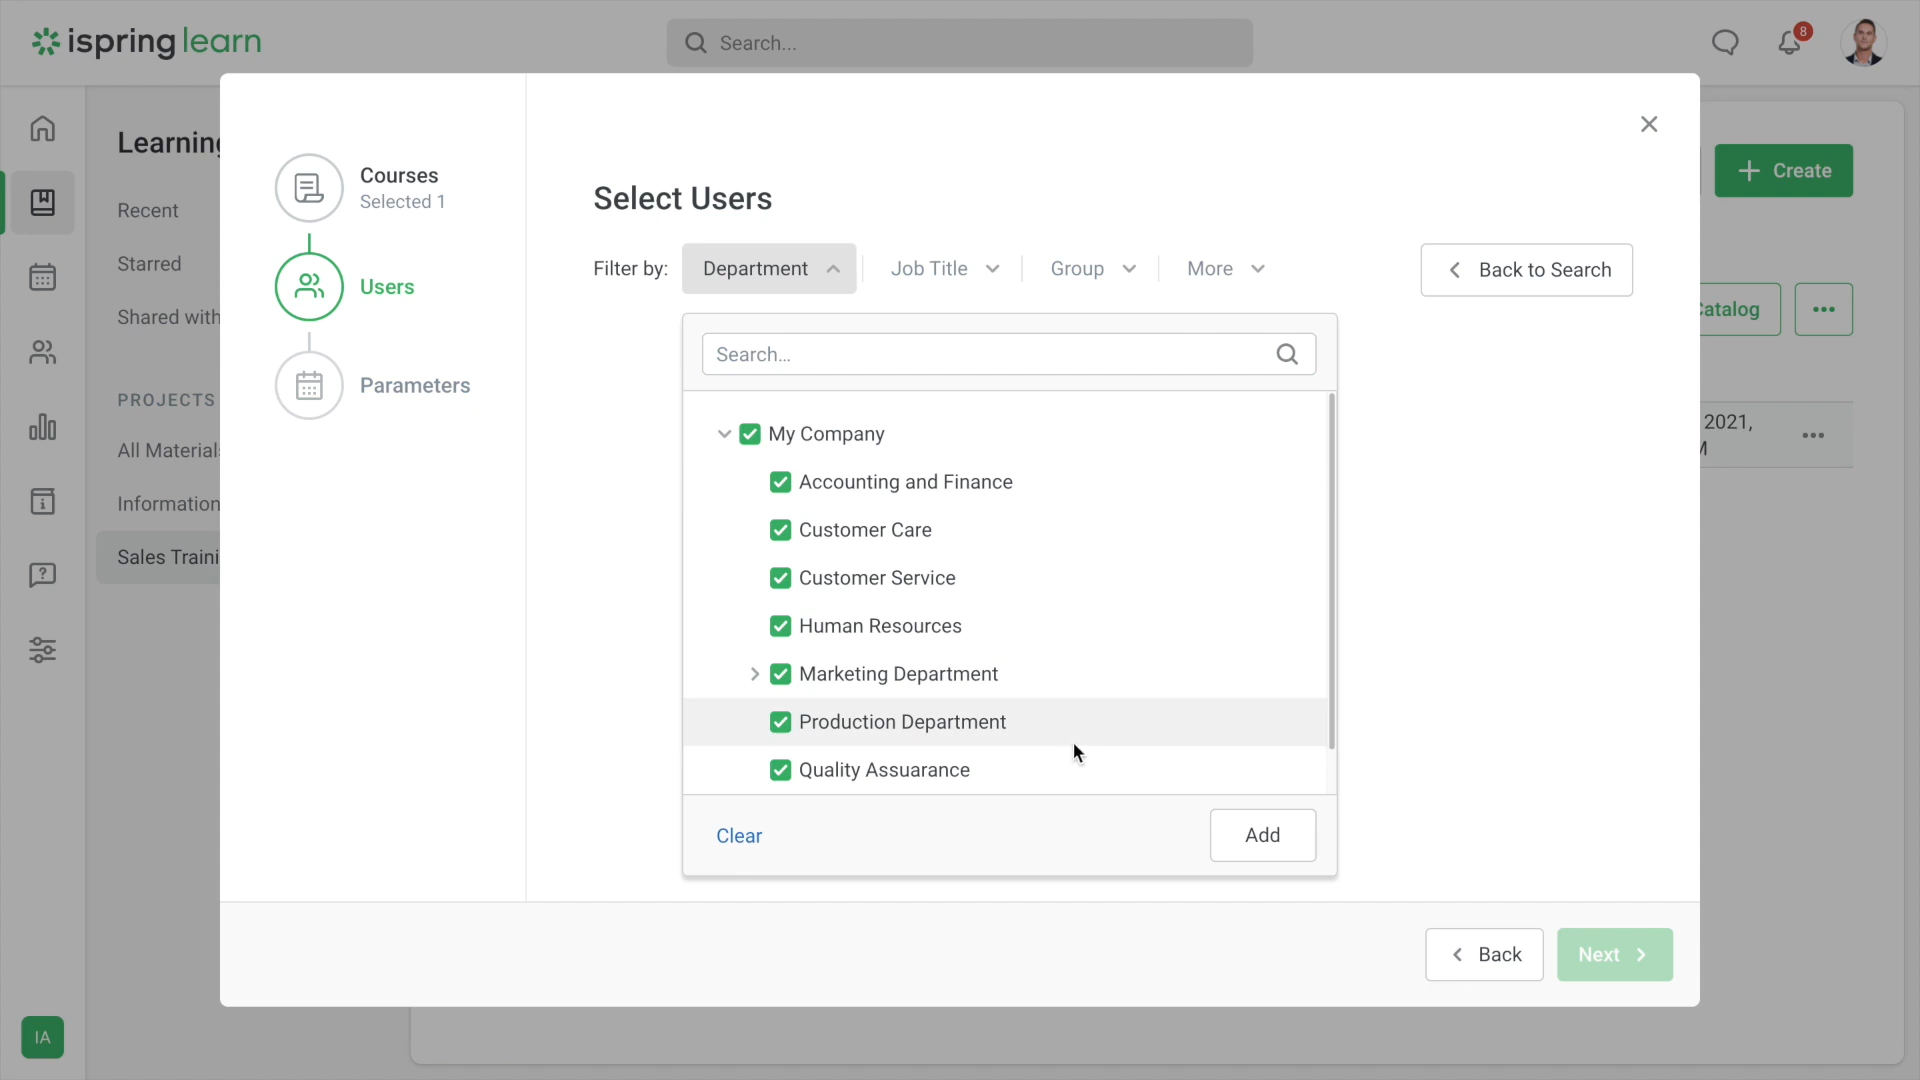 ispring learn
Search...
8
Learning
Recent
Starred
Shared with
PROJECTS
All Materials
Information
Sales Traini
IA
Courses
Selected 1
Users
Parameters
Select Users
Filter by: Department Job Title Group More
Back to Search
Search...
My Company
Accounting and Finance
Customer Care
Customer Service
Human Resources
Marketing Department
Production Department
Quality Assuarance
Clear
Add
Back
Next
Create
Catalog
2021,
M